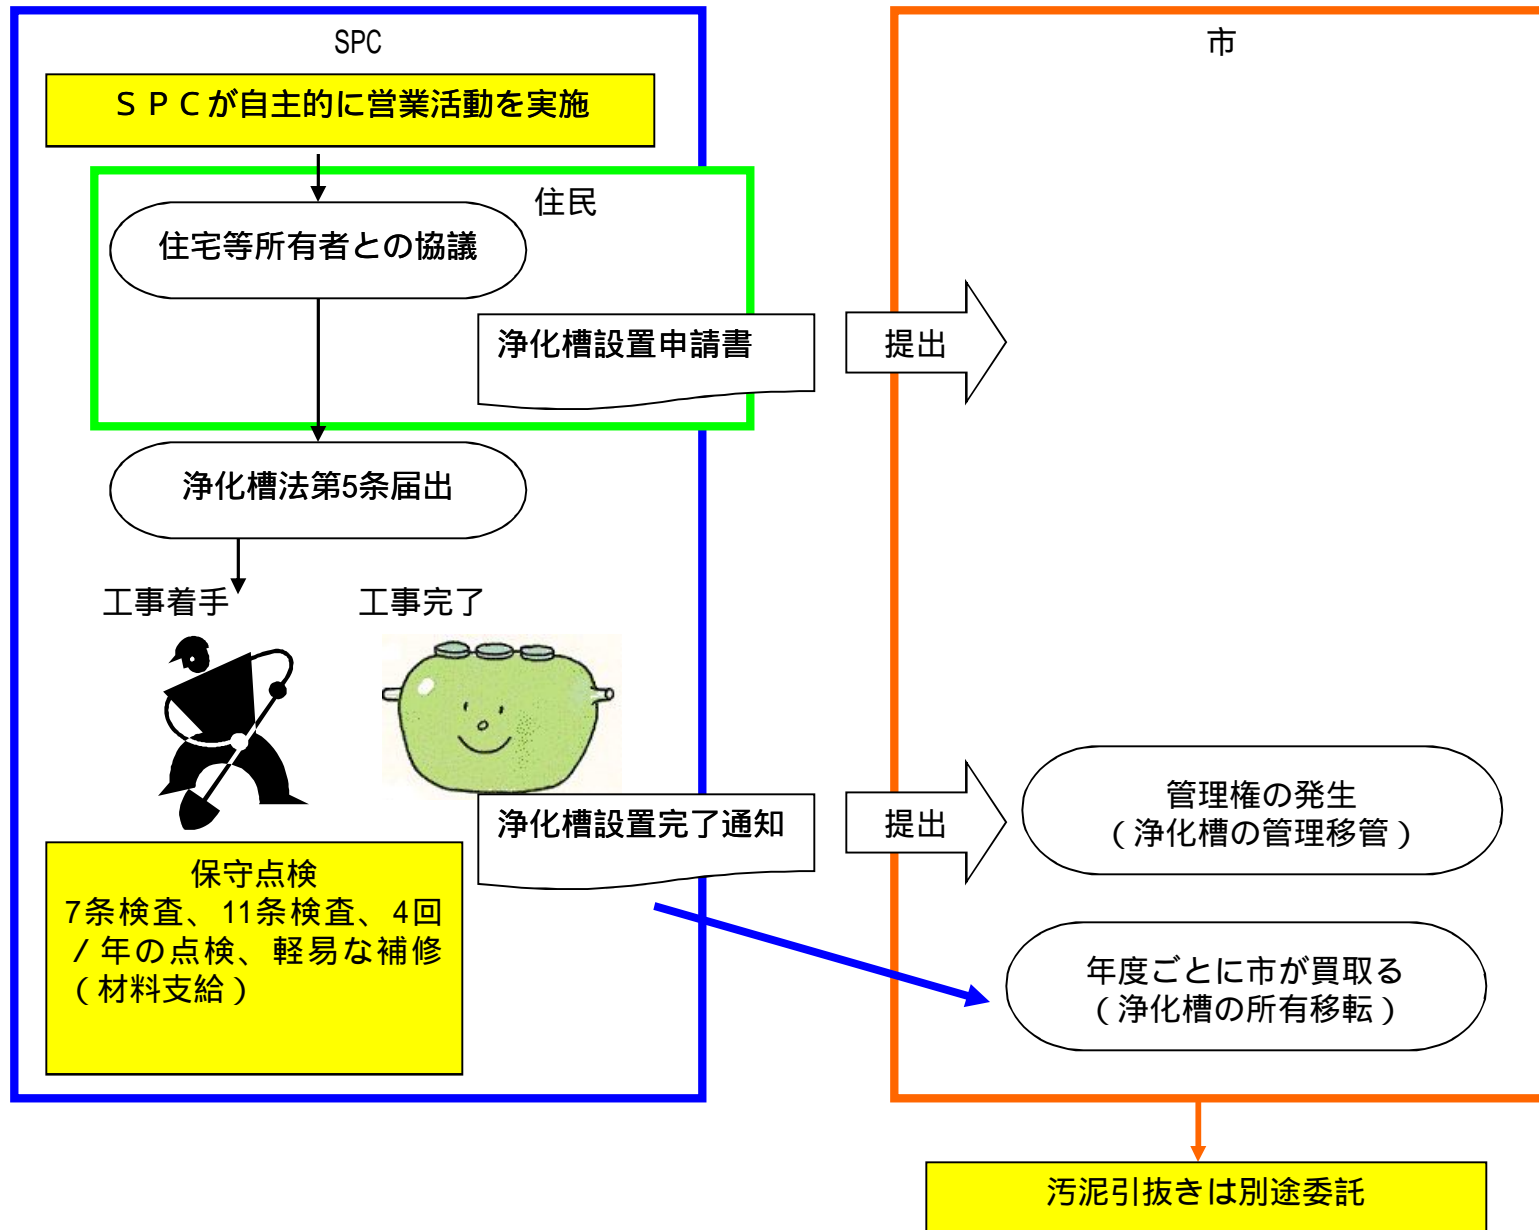 SPC
市
ＳＰＣが自主的に営業活動を実施
住民
住宅等所有者との協議
浄化槽設置申請書
提出
浄化槽法第5条届出
工事着手
工事完了
浄化槽設置完了通知
提出
管理権の発生
（浄化槽の管理移管）
保守点検
7条検査、11条検査、4回
／年の点検、軽易な補修
（材料支給）
年度ごとに市が買取る
（浄化槽の所有移転）
汚泥引抜きは別途委託